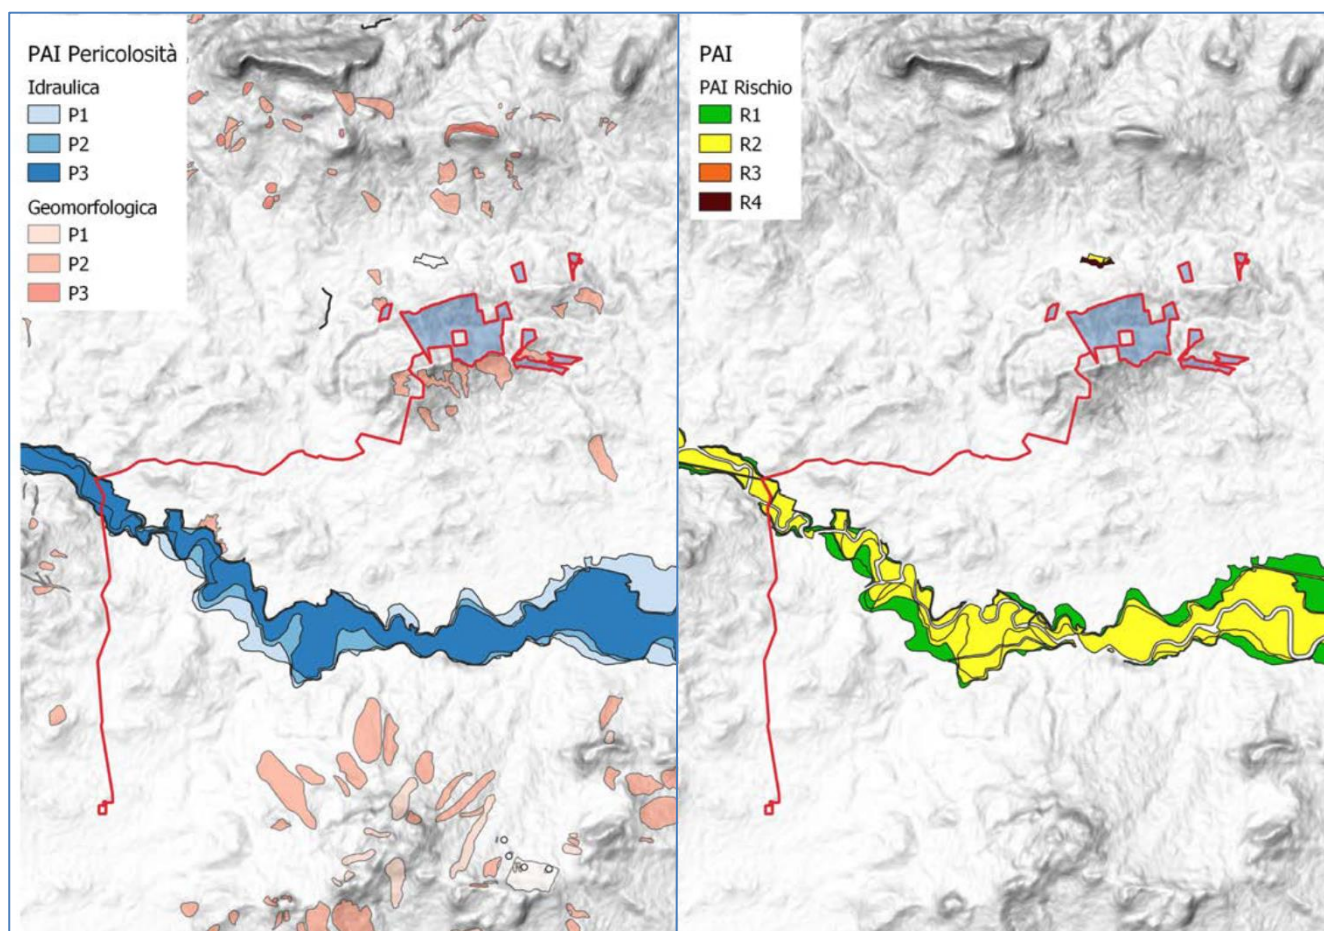 PAI Pericolosità
Idraulica
P1
P2
P3
Geomorfologica
P1
P2
P3
PAI
PAI Rischio
R1
R2
R3
R4